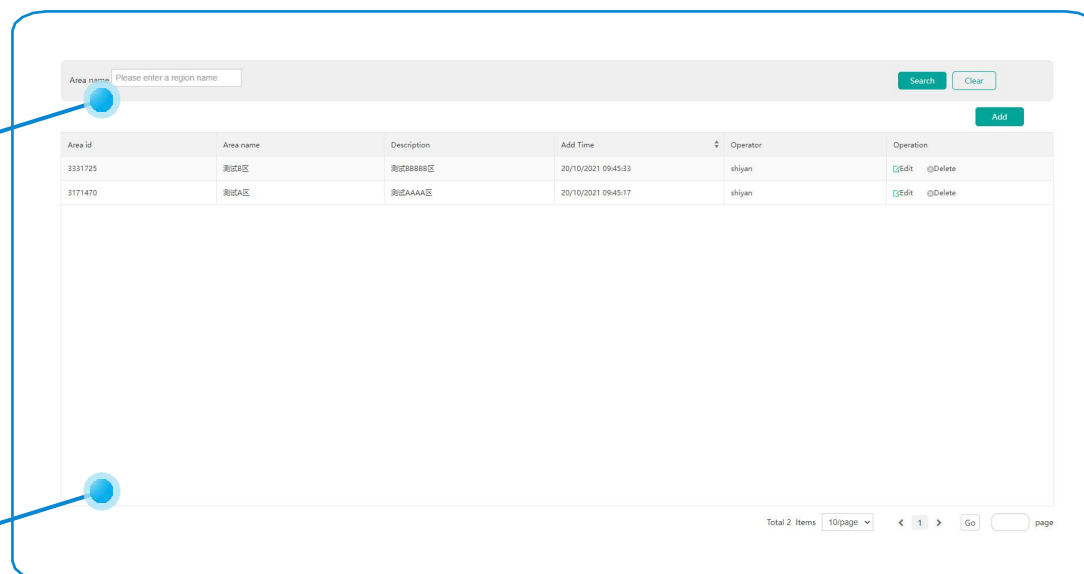 Area name Please enter a region name Search Clear
Add
Area id Area name Description Add Time Operator Operation
3331725 测试B区 测试BBBBB区 20/10/2021 09:45:33 shiyan Edit Delete
3171470 测试A区 测试AAAA区 20/10/2021 09:45:17 shiyan Edit Delete
Total 2 Items 10/page 1 Go page